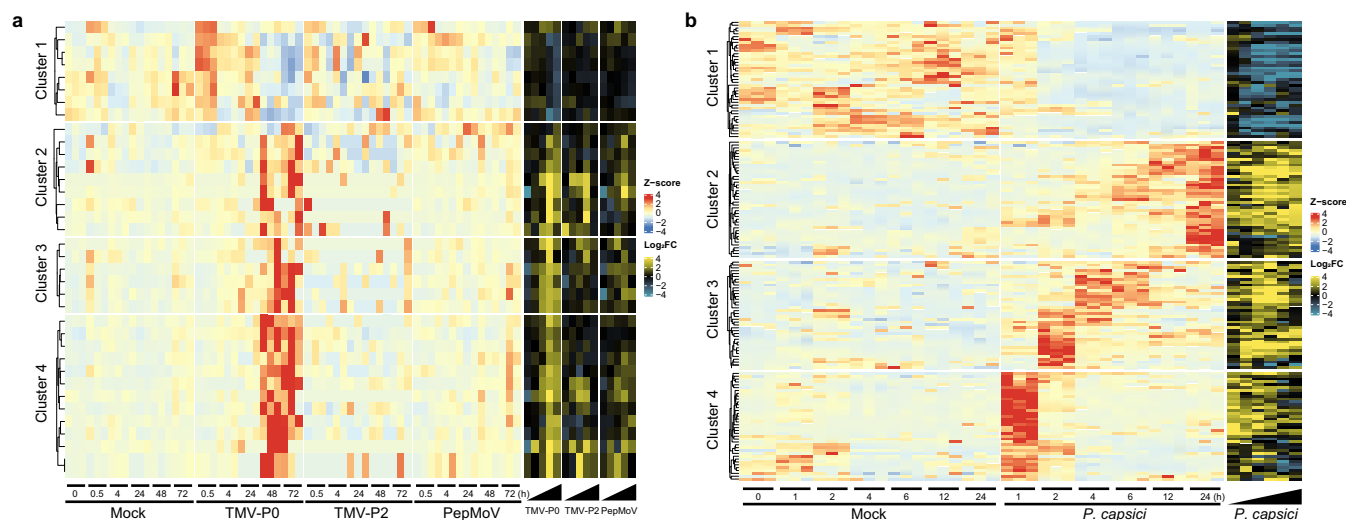 a
Cluster 1
Cluster 2
Cluster 3
Cluster 4
Z-score
4
2
0
−2
−4
Log₂FC
4
2
0
−2
−4
0 0.5 4 24 48 72 0.5 4 24 48 72 0.5 4 24 48 72 0.5 4 24 48 72 (h)
Mock TMV-P0 TMV-P2 PepMoV TMV-P0 TMV-P2 PepMoV
b
Cluster 1
Cluster 2
Cluster 3
Cluster 4
Z−score
4
2
0
−2
−4
Log₂FC
4
2
0
−2
−4
0 1 2 4 6 12 24 1 2 4 6 12 24 (h)
Mock P. capsici P. capsici